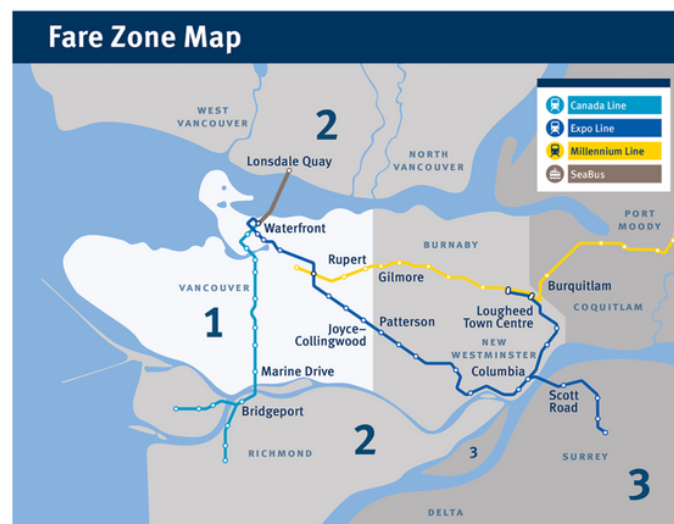 Fare Zone Map
Canada Line
Expo Line
Millennium Line
SeaBus
WEST
VANCOUVER
2
Lonsdale Quay
NORTH
VANCOUVER
Waterfront
PORT
MOODY
BURNABY
Rupert
Gilmore
Burquitlam
VANCOUVER
1
Lougheed
Town Centre
COQUITLAM
Joyce–
Collingwood
Patterson
NEW
WESTMINSTER
Marine Drive
Columbia
Scott
Road
Bridgeport
RICHMOND
2
3
SURREY
3
DELTA